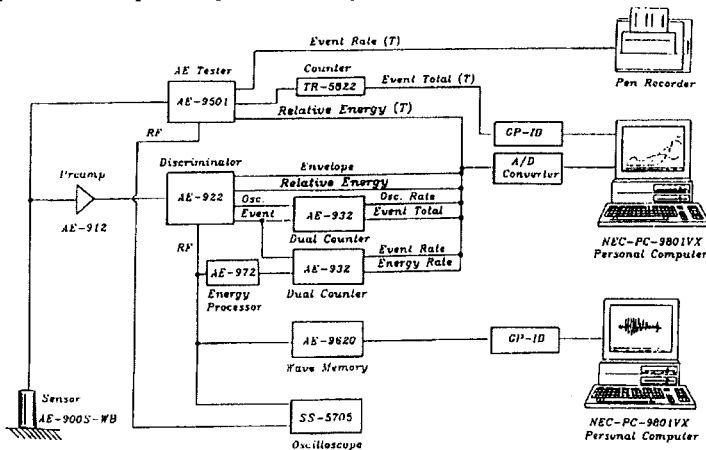 Event Rate (T)
AE Tester
Counter
AE-9501
TR-5822
Event Total (T)
Pen Recorder
Relative Energy (T)
RF
GP-IB
Discriminator
Envelope
A/D
Converter
Preamp
AE-922
Relative Energy
Osc.
AE-932
Osc. Rate
Event
Event Total
AE-912
Dual Counter
NEC-PC-9801VX
Personal Computer
RF
Event Rate
AE-972
AE-932
Energy Rate
Energy
Processor
Dual Counter
AE-9620
GP-IB
Wave Memory
Sensor
AE-900S-WB
SS-5705
Oscilloscope
NEC-PC-9801VX
Personal Computer